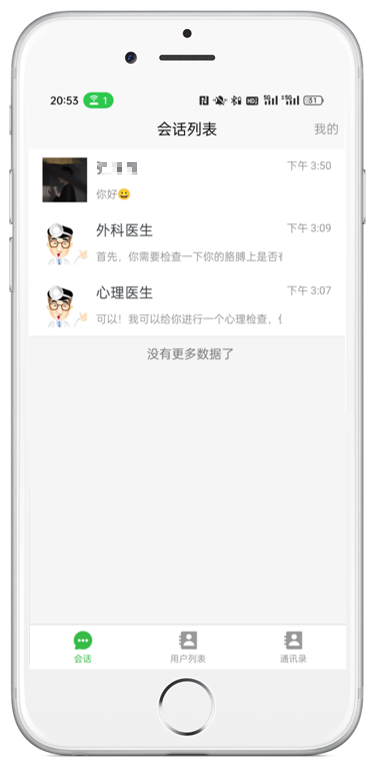 20:53 1 HD 5G 5G 31
会话列表 我的
下午 3:50
你好😀
外科医生 下午 3:09
首先，你需要检查一下你的胳膊上是否
心理医生 下午 3:07
可以！我可以给你进行一个心理检查，
没有更多数据了
会话 用户列表 通讯录